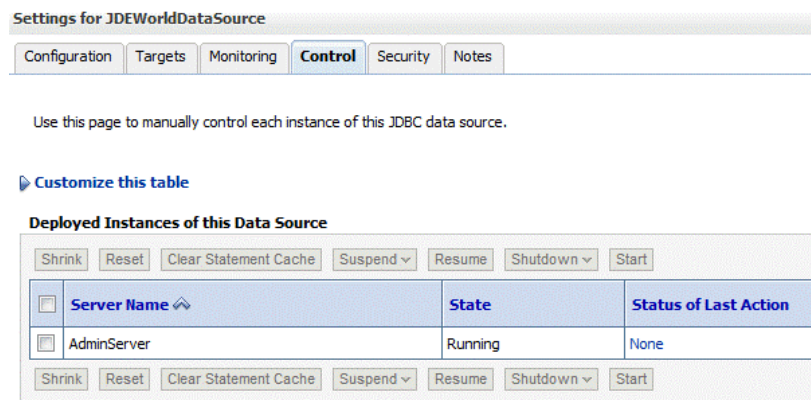 Settings for JDEWorldDataSource
Configuration Targets Monitoring Control Security Notes
Use this page to manually control each instance of this JDBC data source.
Customize this table
Deployed Instances of this Data Source
Shrink Reset Clear Statement Cache Suspend Resume Shutdown Start
Server Name State Status of Last Action
AdminServer Running None
Shrink Reset Clear Statement Cache Suspend Resume Shutdown Start